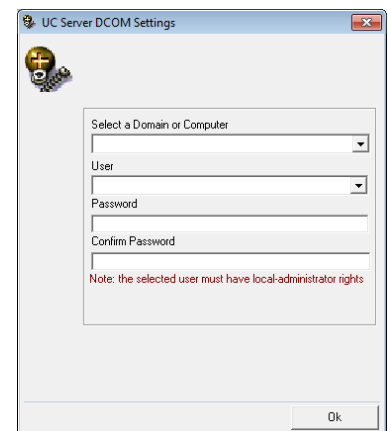 UC Server DCOM Settings
Select a Domain or Computer
User
Password
Confirm Password
Note: the selected user must have local-administrator rights
Ok